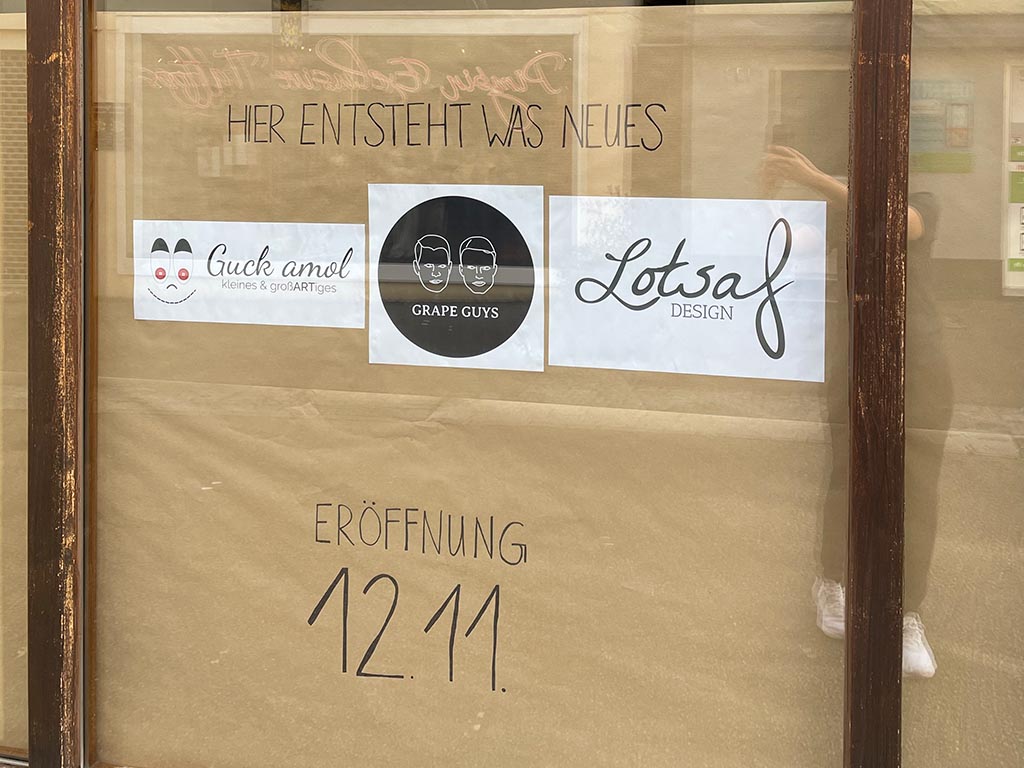 HIER ENTSTEHT WAS NEUES
Guck amol
kleines & großARTiges
GRAPE GUYS
Lotsaf
DESIGN
ERÖFFNUNG
12.11.